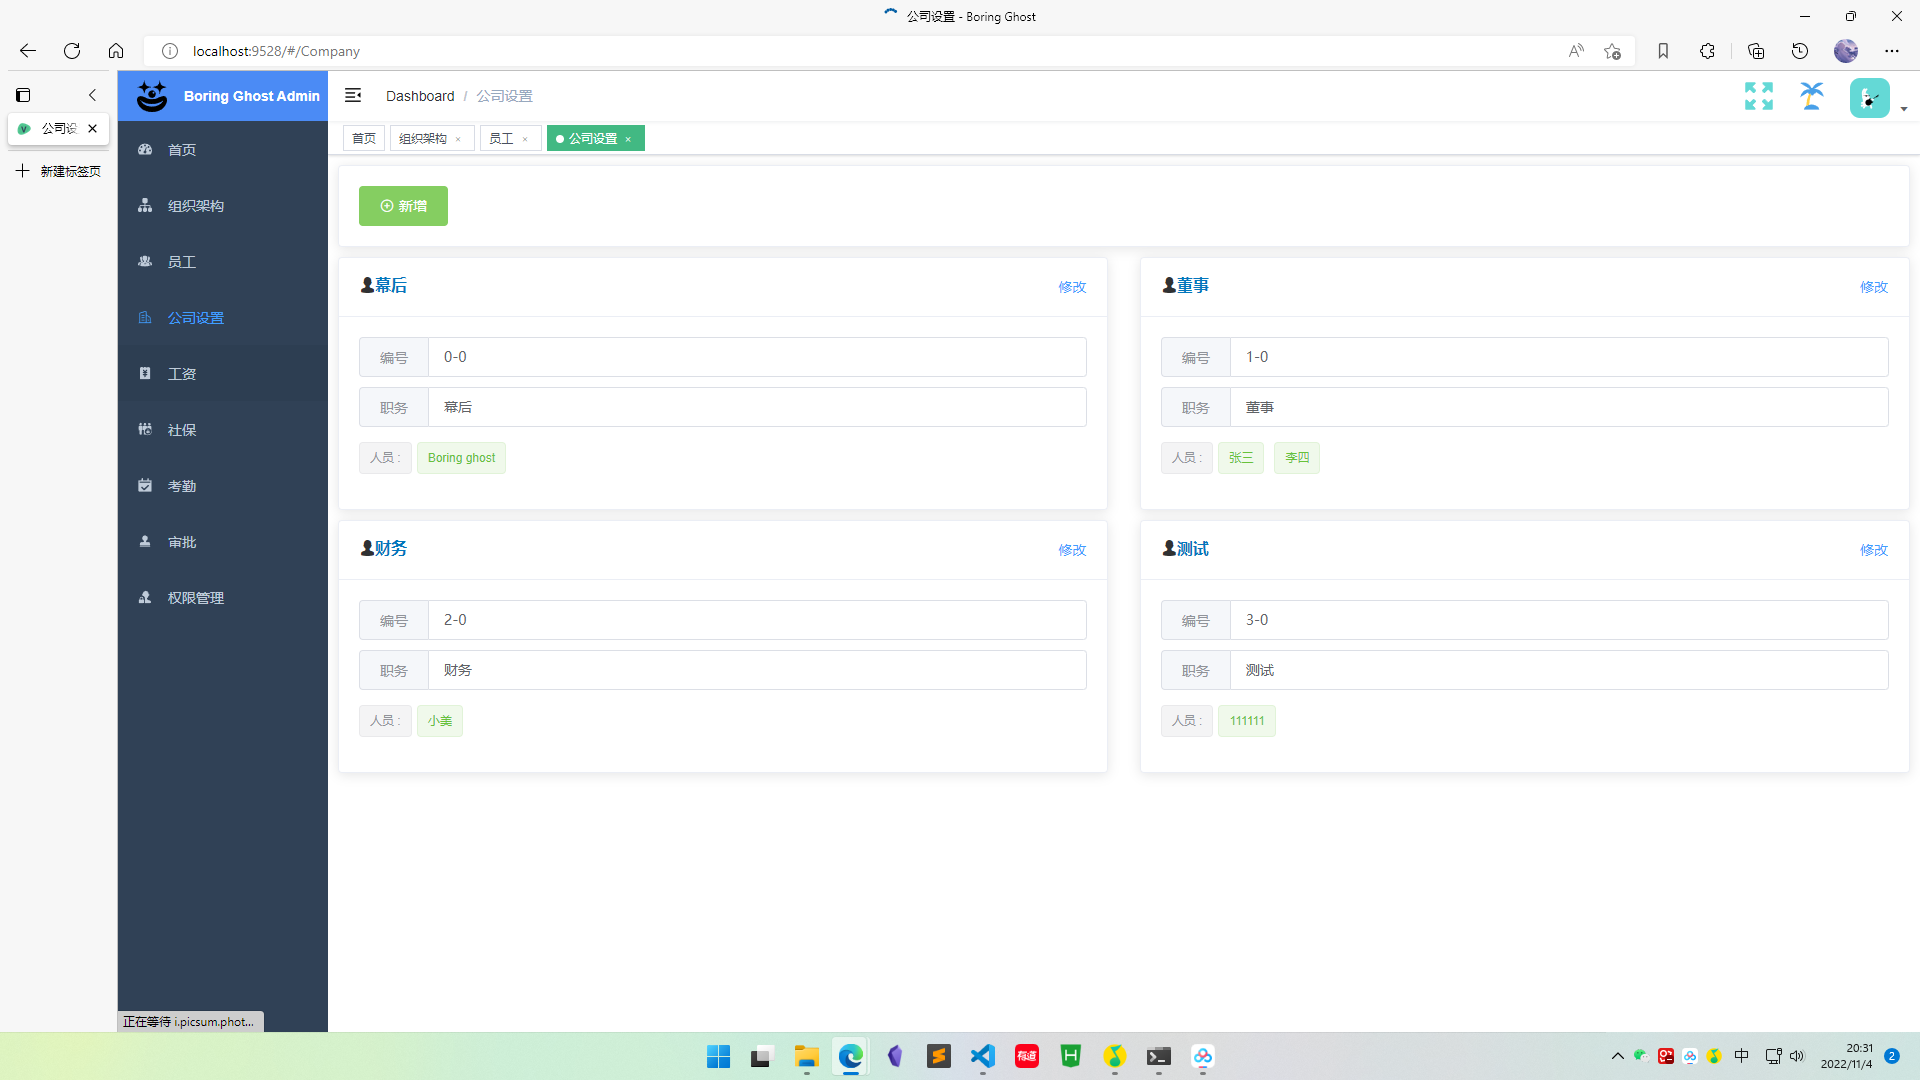 公司设置 - Boring Ghost
localhost:9528/#/Company
公司设
新建标签页
Boring Ghost Admin
首页
组织架构
员工
公司设置
工资
社保
考勤
审批
权限管理
正在等待 i.picsum.phot...
Dashboard / 公司设置
首页 组织架构 × 员工 × 公司设置 ×
新增
幕后 修改
编号 0-0
职务 幕后
人员 : Boring ghost
董事 修改
编号 1-0
职务 董事
人员 : 张三 李四
财务 修改
编号 2-0
职务 财务
人员 : 小美
测试 修改
编号 3-0
职务 测试
人员 : 111111
有道
中
20:31
2022/11/4
2